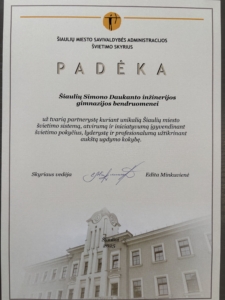 ŠIAULIŲ MIESTO SAVIVALDYBĖS ADMINISTRACIJOS
ŠVIETIMO SKYRIUS
PADĖKA
Šiaulių Simono Daukanto inžinerijos
gimnazijos bendruomenei
už tvarią partnerystę kuriant unikalią Šiaulių miesto
švietimo sistemą, atvirumą ir iniciatyvumą įgyvendinant
švietimo pokyčius, lyderystę ir profesionalumą užtikrinant
aukštą ugdymo kokybę.
Skyriaus vedėja Edita Minkuvienė
Šiauliai